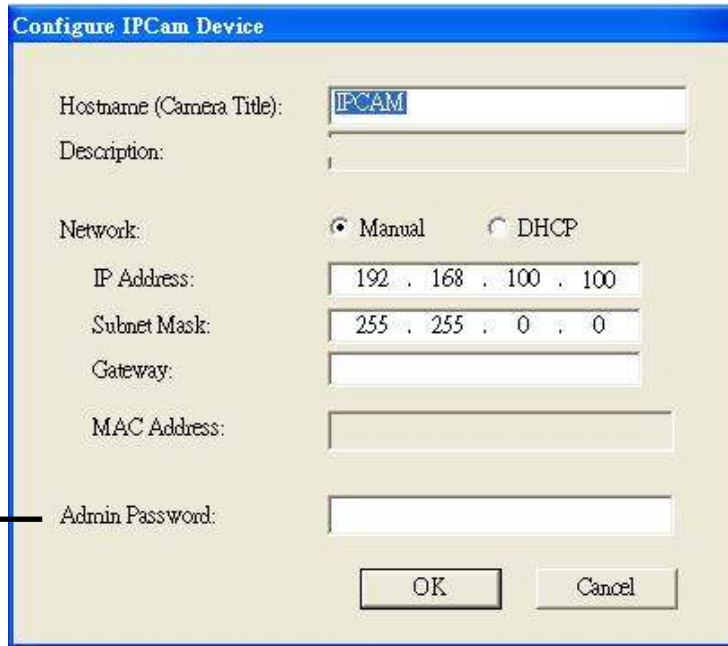 Configure IPCam Device
Hostname (Camera Title): IPCAM
Description:
Network: Manual DHCP
IP Address: 192 . 168 . 100 . 100
Subnet Mask: 255 . 255 . 0 . 0
Gateway:
MAC Address:
Admin Password:
OK Cancel